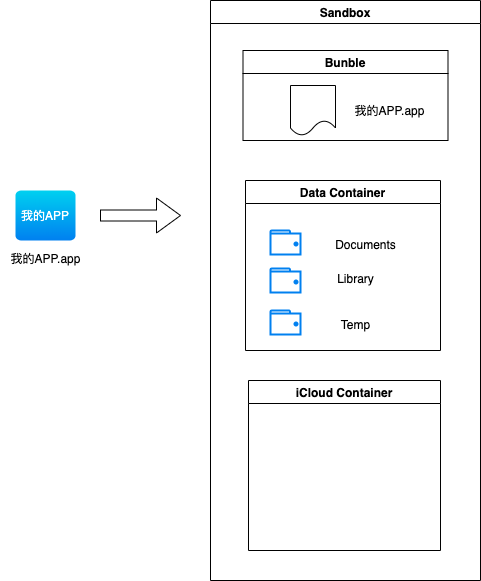 Sandbox
Bunble
我的APP.app
我的APP
我的APP.app
Data Container
Documents
Library
Temp
iCloud Container